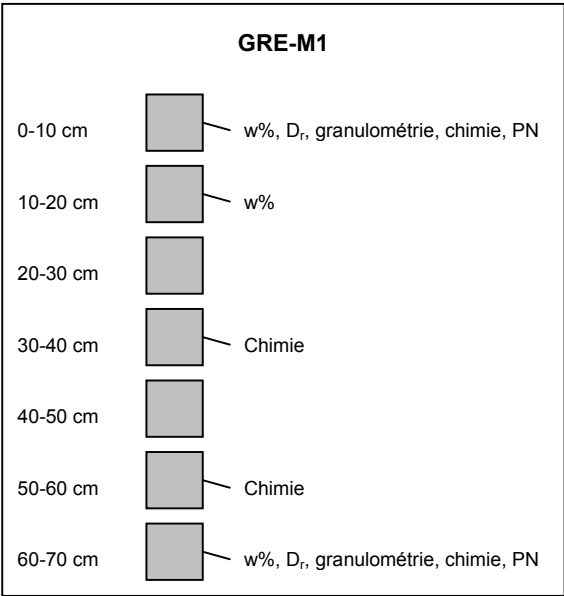 GRE-M1
0-10 cm w%, Dr, granulométrie, chimie, PN
10-20 cm w%
20-30 cm
30-40 cm Chimie
40-50 cm
50-60 cm Chimie
60-70 cm w%, Dr, granulométrie, chimie, PN